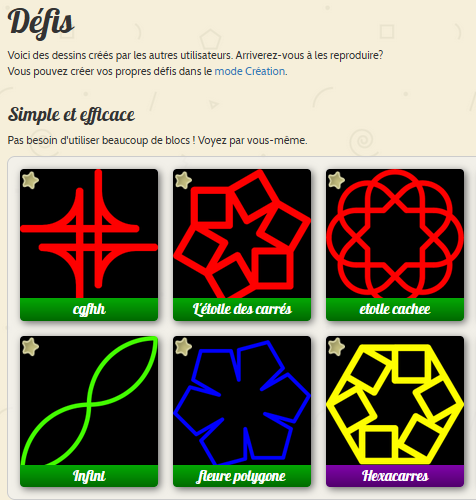 Défis
Voici des dessins créés par les autres utilisateurs. Arriverez-vous à les reproduire?
Vous pouvez créer vos propres défis dans le mode Création.
Simple et efficace
Pas besoin d'utiliser beaucoup de blocs ! Voyez par vous-même.
cgfhh
L'étoile des carrés
etoile cachee
Infini
fleure polygone
Hexacarres